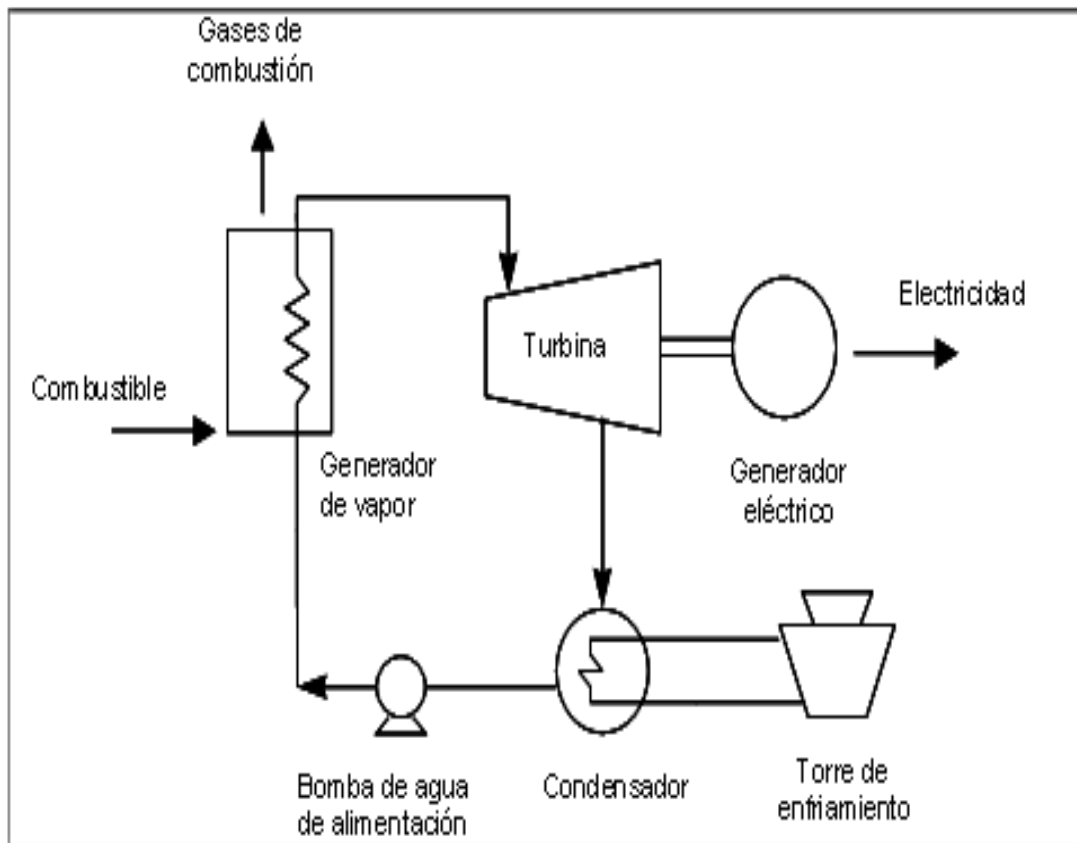 Gases de
combustión
Electricidad
Turbina
Combustible
Generador
de vapor
Generador
eléctrico
Bomba de agua
de alimentación
Condensador
Torre de
enfriamiento